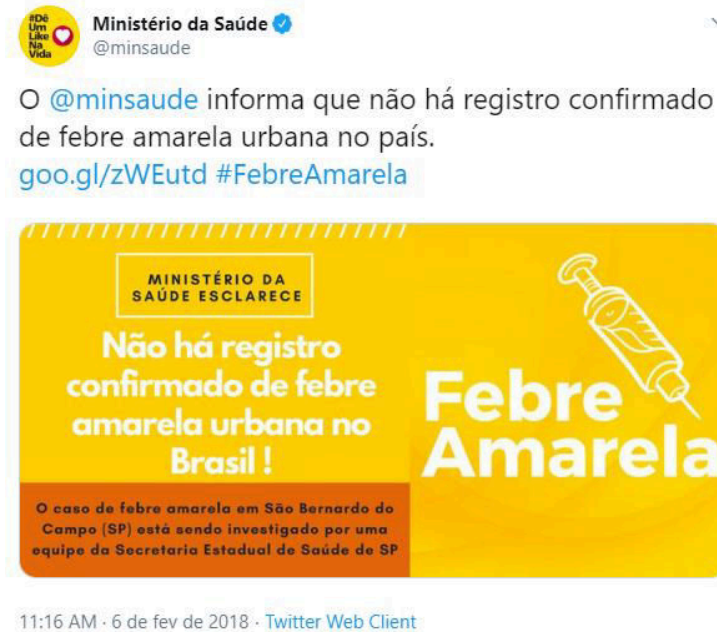 #Dê
Um
Like
Na
Vida
Ministério da Saúde
@minsaude
O @minsaude informa que não há registro confirmado
de febre amarela urbana no país.
goo.gl/zWEutd #FebreAmarela
MINISTÉRIO DA
SAÚDE ESCLARECE
Não há registro
confirmado de febre
amarela urbana no
Brasil !
O caso de febre amarela em São Bernardo do
Campo (SP) está sendo investigado por uma
equipe da Secretaria Estadual de Saúde de SP
Febre
Amarela
11:16 AM · 6 de fev de 2018 · Twitter Web Client